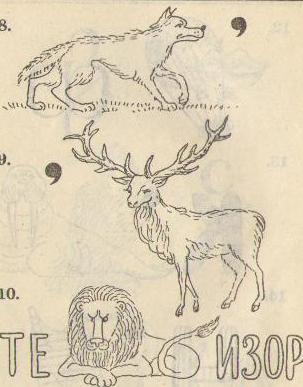 8. ,
9. ,
10.
ТЕ ИЗОР